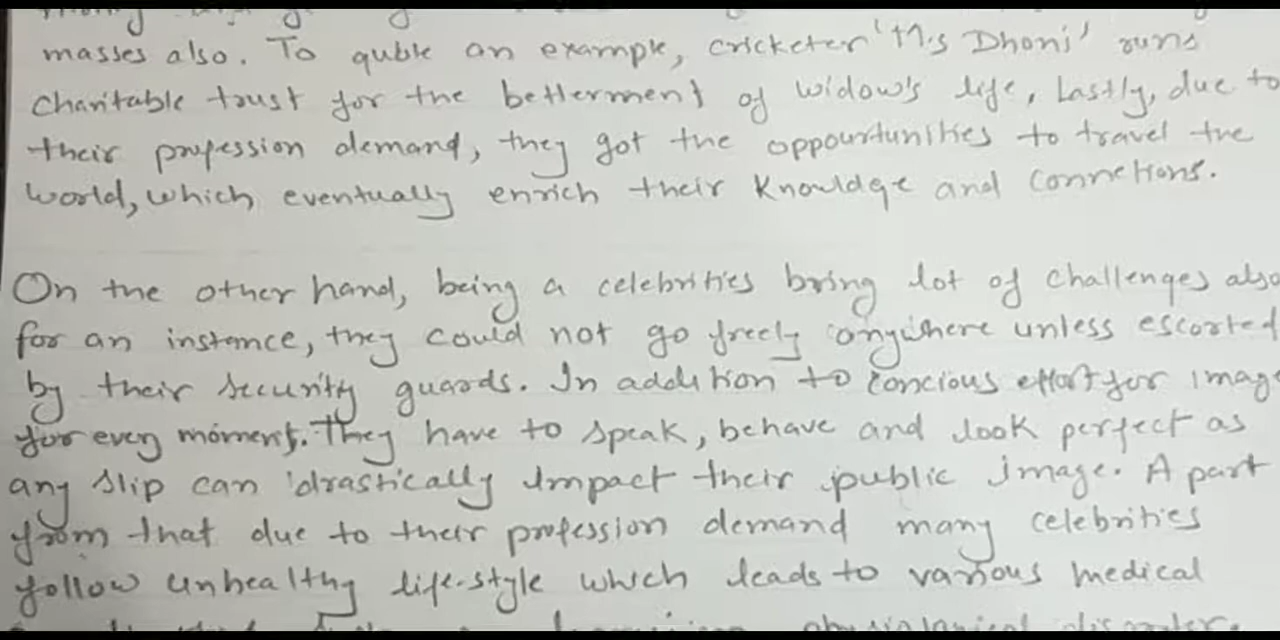 masses also. To qubte an example, cricketer 'M.s Dhoni' runs
Charitable trust for the betterment of widow's life, Lastly, due to
their profession demand, they got the oppourtunities to travel the
world, which eventually enrich their Knowldge and Connctions.
On the other hand, being a celebrities bring lot of challenges also
for an instance, they could not go freely anywhere unless escorted
by their security guards. In addition to concious effort for image
for every moment. They have to speak, behave and look perfect as
any slip can drastically impact their public image. A part
from that due to their profession demand many celebrities
follow unhealthy life-style which leads to various medical